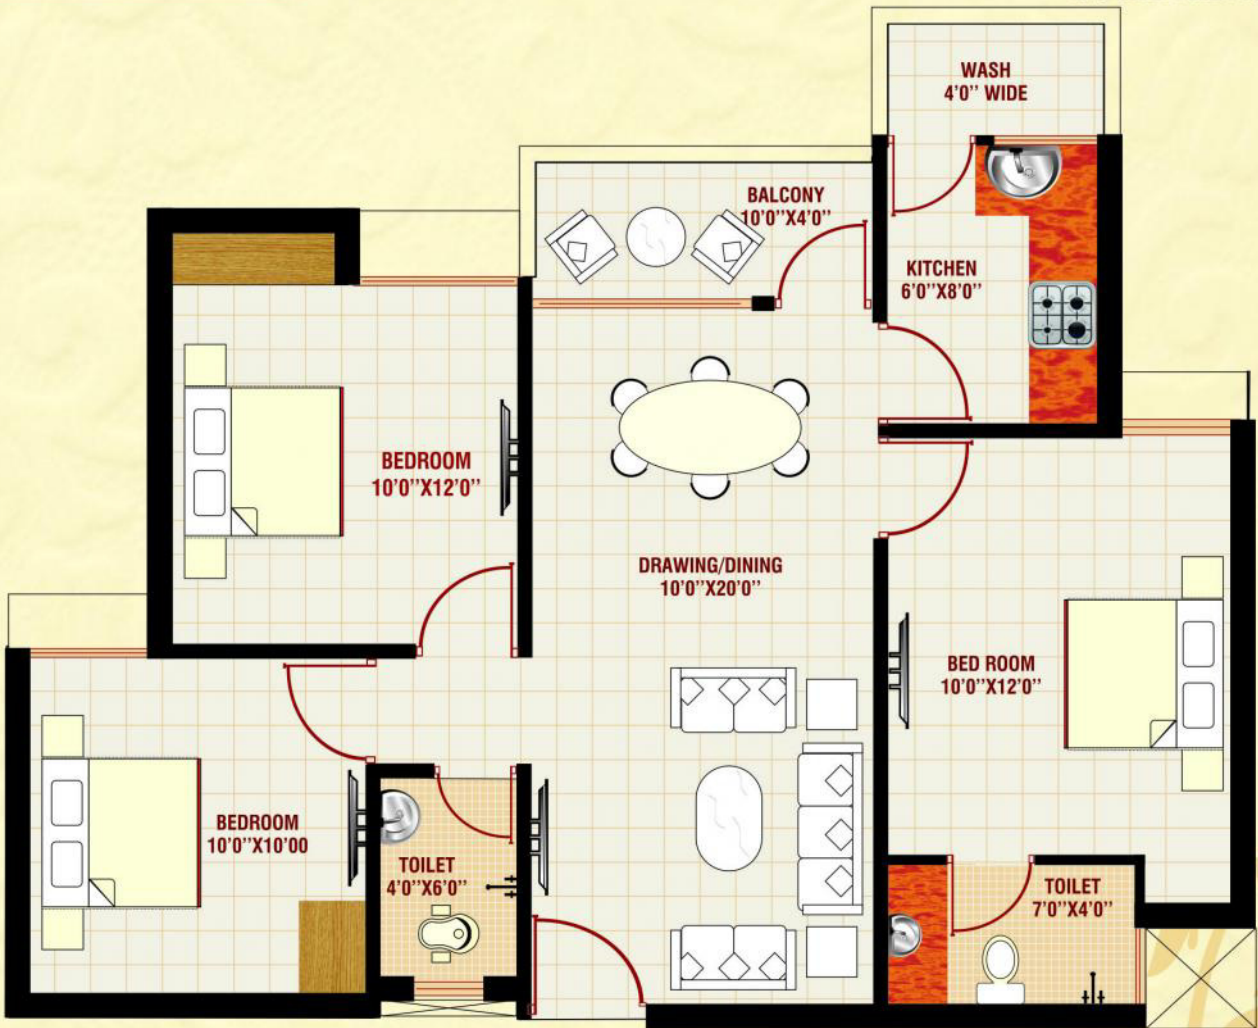 WASH
4'0'' WIDE
BALCONY
10'0''X4'0''
KITCHEN
6'0''X8'0''
BEDROOM
10'0''X12'0''
DRAWING/DINING
10'0''X20'0''
BED ROOM
10'0''X12'0''
BEDROOM
10'0''X10'00
TOILET
4'0''X6'0''
TOILET
7'0''X4'0''